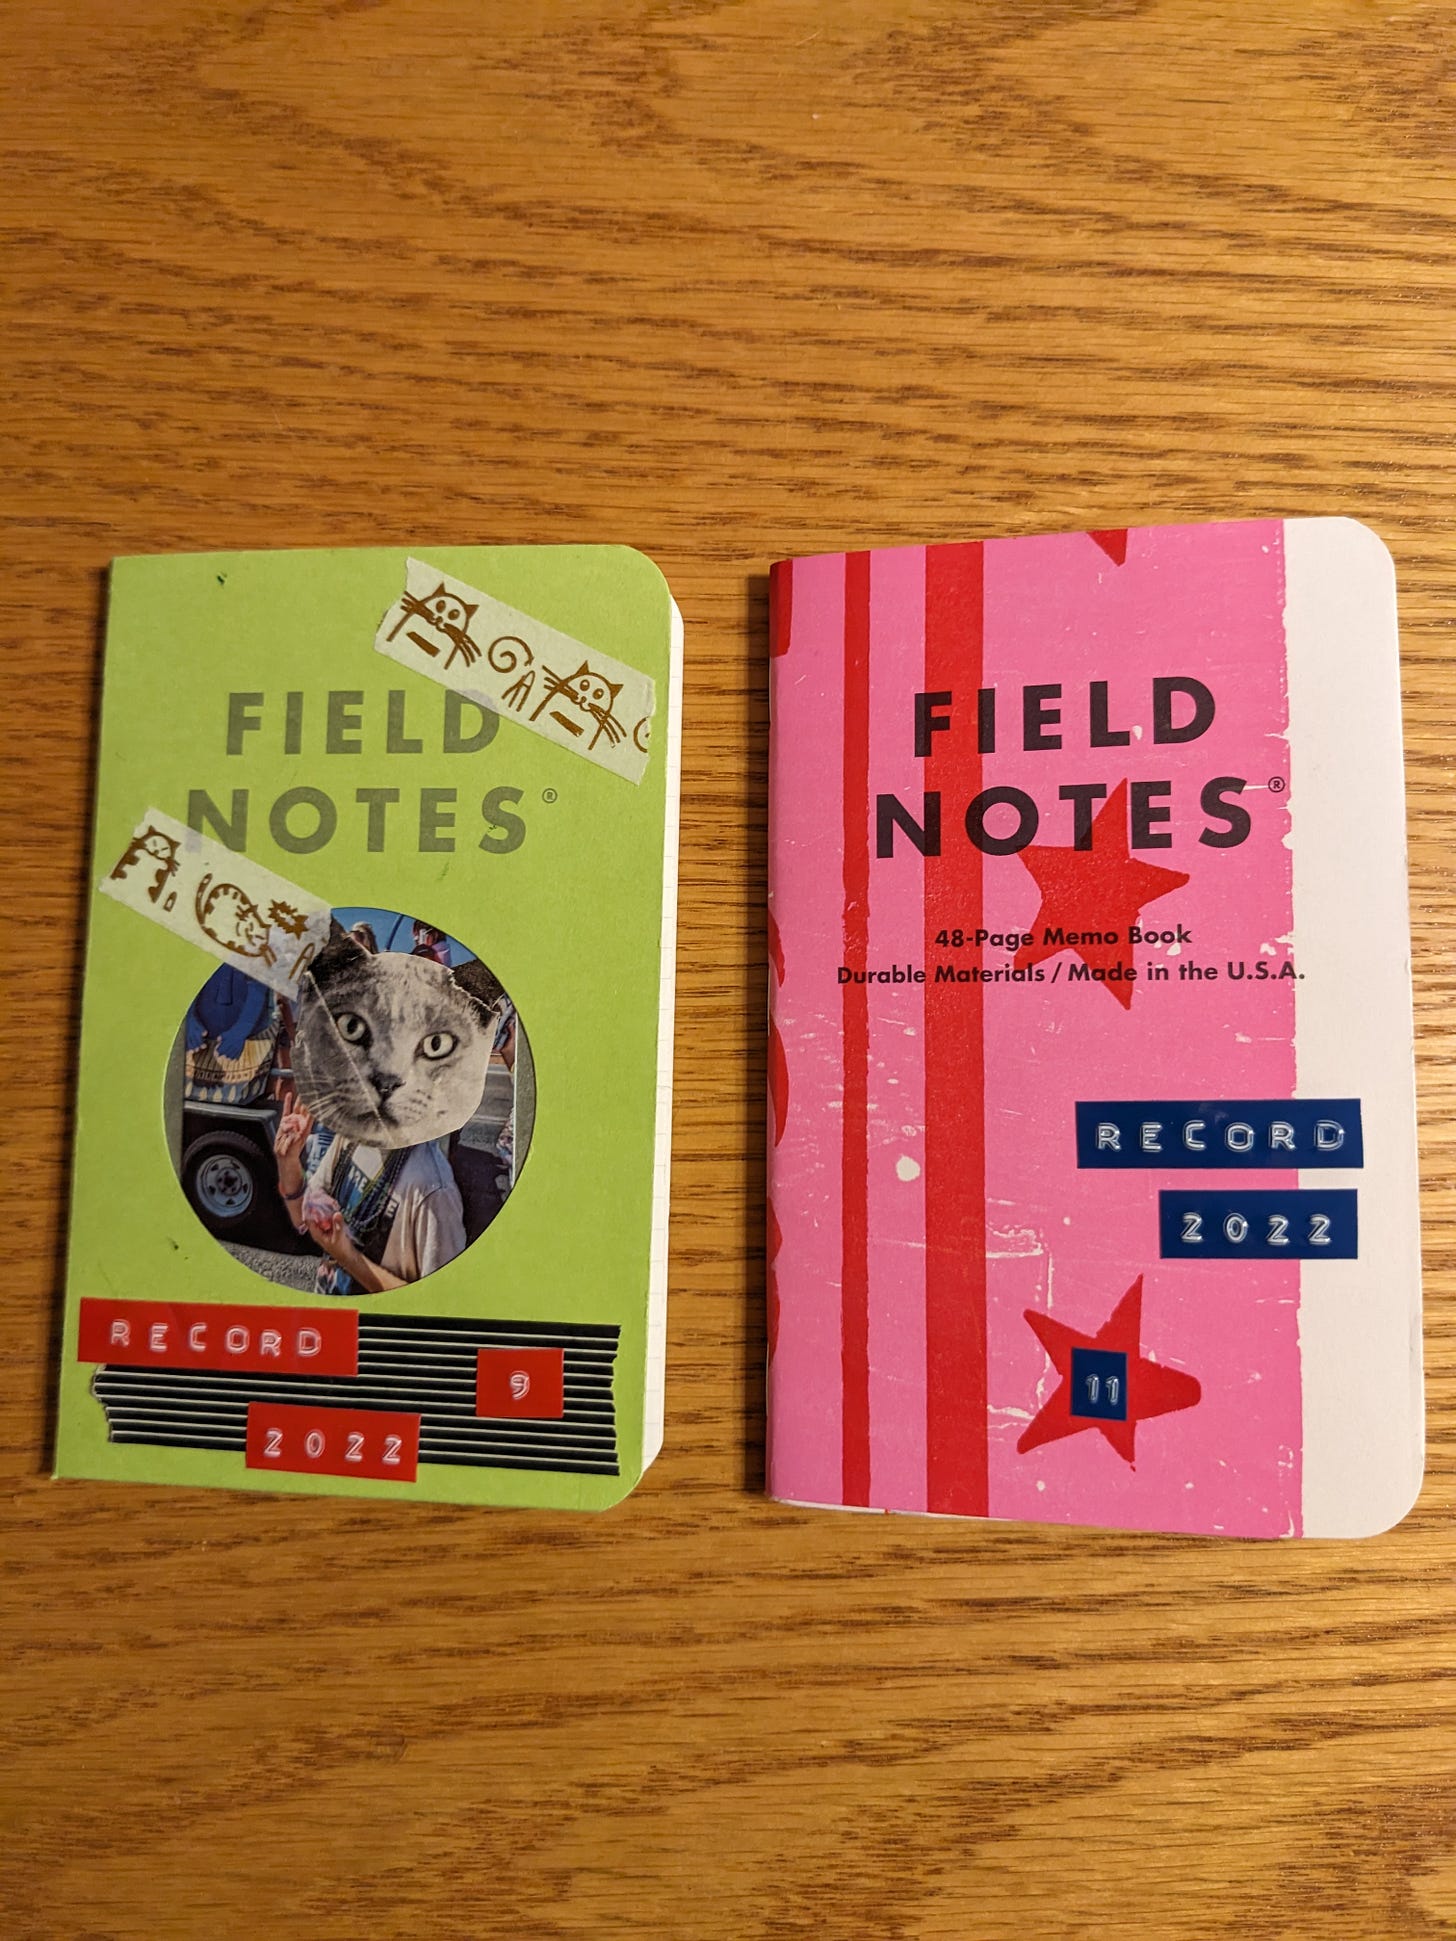 FIELD
NOTES®
RECORD
9
2022
FIELD
NOTES®
48-Page Memo Book
Durable Materials / Made in the U.S.A.
RECORD
2022
11